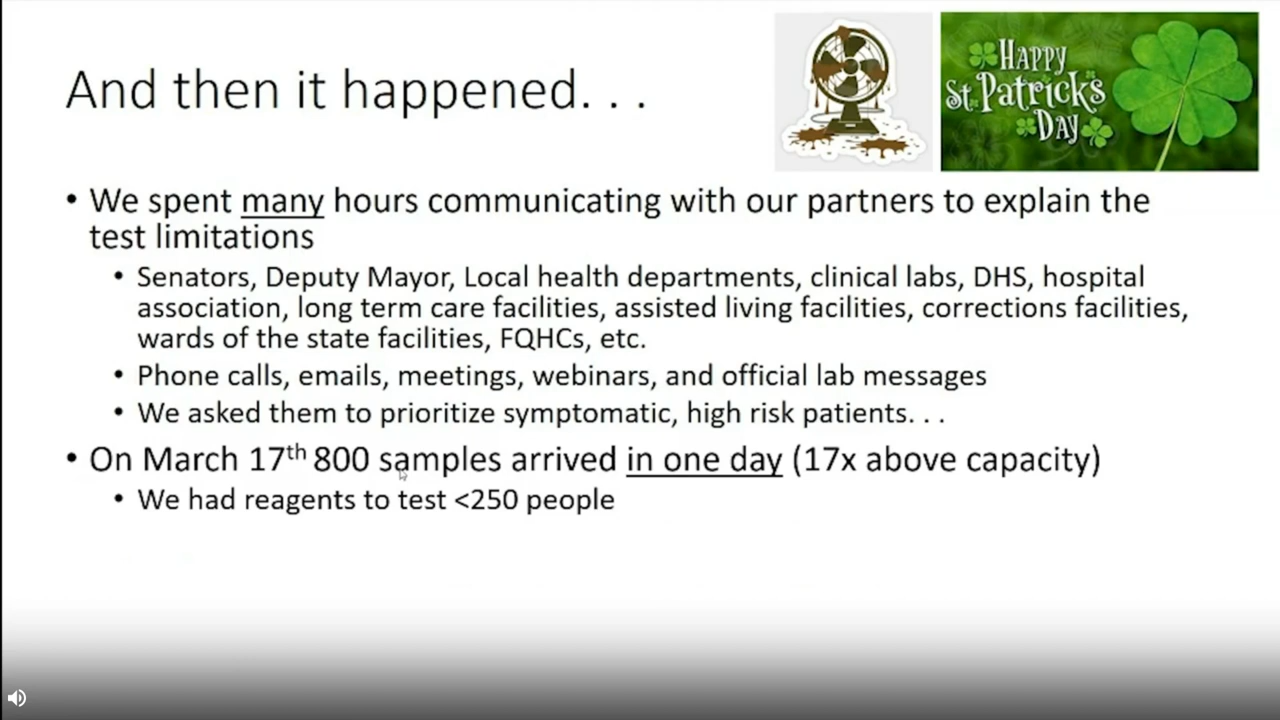 And then it happened. . .
HAPPY
St. Patrick's
DAY
• We spent many hours communicating with our partners to explain the
test limitations
• Senators, Deputy Mayor, Local health departments, clinical labs, DHS, hospital
association, long term care facilities, assisted living facilities, corrections facilities,
wards of the state facilities, FQHCs, etc.
• Phone calls, emails, meetings, webinars, and official lab messages
• We asked them to prioritize symptomatic, high risk patients. . .
• On March 17th 800 samples arrived in one day (17x above capacity)
• We had reagents to test <250 people